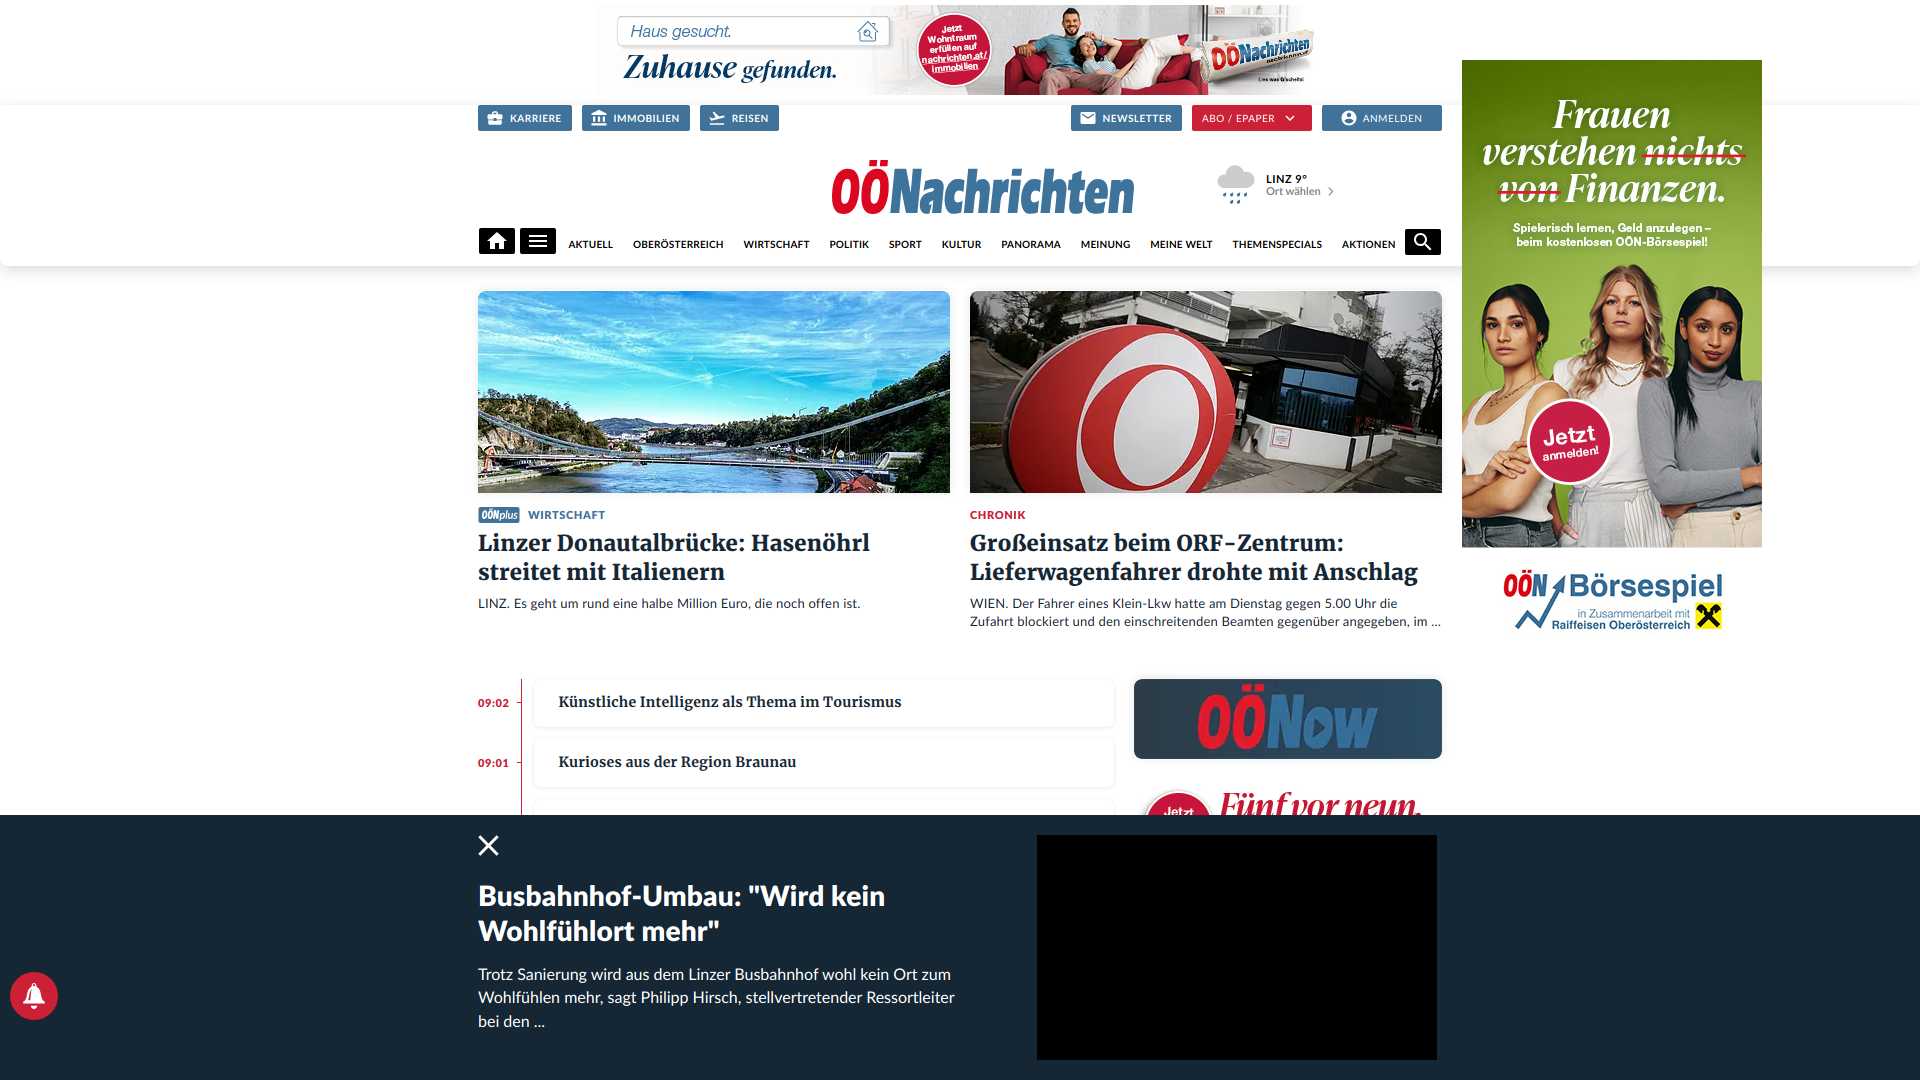 Haus gesucht.
Zuhause gefunden.
Jetzt
Wohntraum
erfüllen auf
nachrichten.at/
immobilien
OÖNachrichten
Lies was G'scheits!
KARRIERE
IMMOBILIEN
REISEN
NEWSLETTER
ABO / EPAPER
ANMELDEN
OÖNachrichten
LINZ 9°
Ort wählen
AKTUELL OBERÖSTERREICH WIRTSCHAFT POLITIK SPORT KULTUR PANORAMA MEINUNG MEINE WELT THEMENSPECIALS AKTIONEN
Frauen
verstehen nichts
von Finanzen.
Spielerisch lernen, Geld anzulegen –
beim kostenlosen OÖN-Börsespiel!
Jetzt
anmelden!
OÖN Börsespiel
in Zusammenarbeit mit
Raiffeisen Oberösterreich
OÖNplus WIRTSCHAFT
Linzer Donautalbrücke: Hasenöhrl
streitet mit Italienern
LINZ. Es geht um rund eine halbe Million Euro, die noch offen ist.
CHRONIK
Großeinsatz beim ORF-Zentrum:
Lieferwagenfahrer drohte mit Anschlag
WIEN. Der Fahrer eines Klein-Lkw hatte am Dienstag gegen 5.00 Uhr die
Zufahrt blockiert und den einschreitenden Beamten gegenüber angegeben, im ...
09:02 Künstliche Intelligenz als Thema im Tourismus
09:01 Kurioses aus der Region Braunau
OÖNow
Jetzt
Fünf vor neun.
Busbahnhof-Umbau: "Wird kein
Wohlfühlort mehr"
Trotz Sanierung wird aus dem Linzer Busbahnhof wohl kein Ort zum
Wohlfühlen mehr, sagt Philipp Hirsch, stellvertretender Ressortleiter
bei den ...